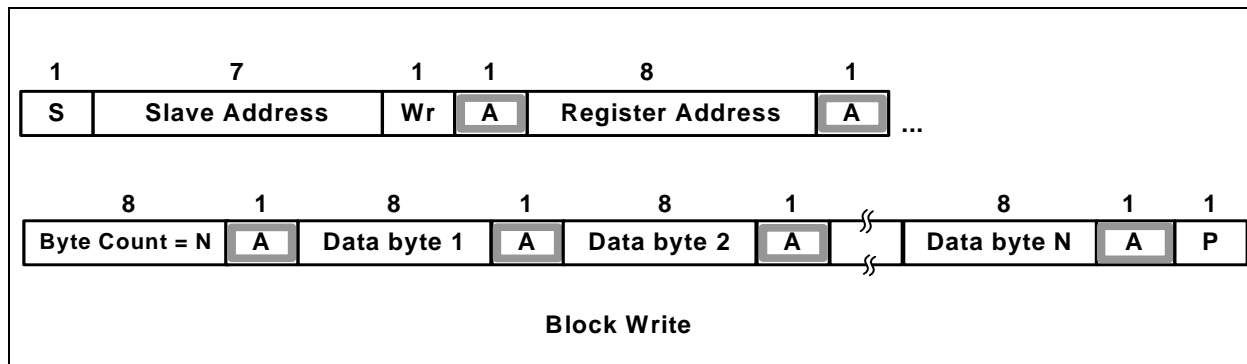 1 7 1 1 8 1
S Slave Address Wr A Register Address A ...
8 1 8 1 8 1 8 1 1
Byte Count = N A Data byte 1 A Data byte 2 A Data byte N A P
Block Write